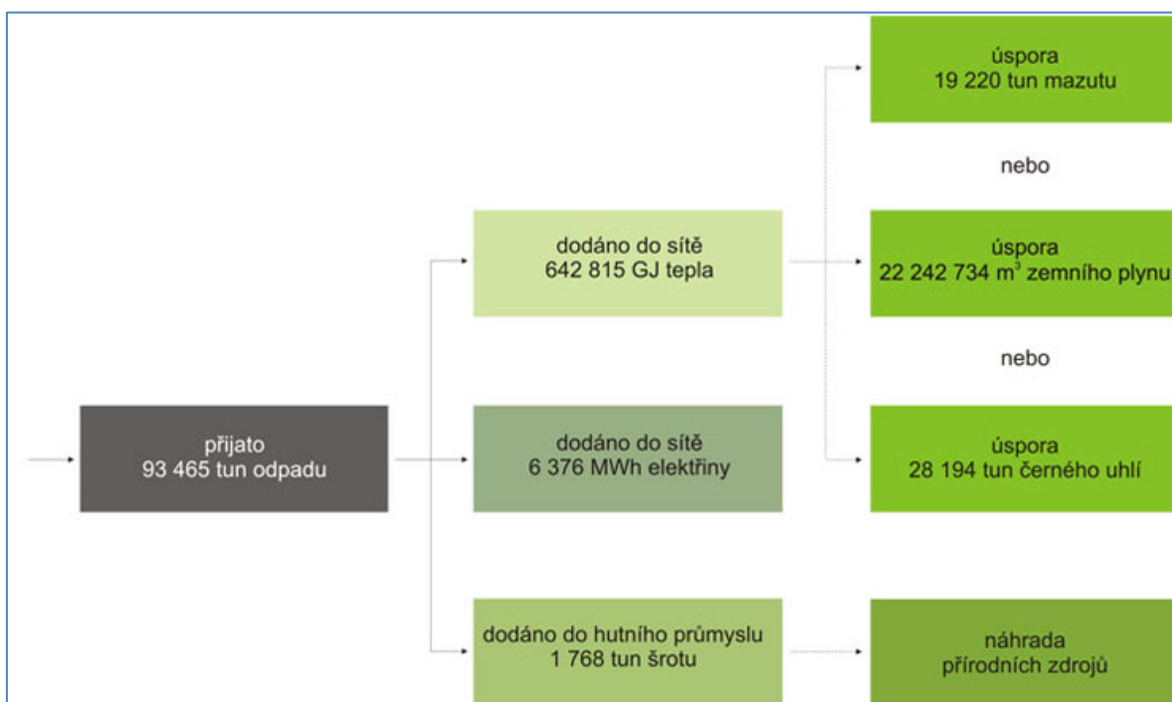 úspora
19 220 tun mazutu
nebo
dodáno do sítě
642 815 GJ tepla
úspora
22 242 734 m³ zemního plynu
nebo
přijato
93 465 tun odpadu
dodáno do sítě
6 376 MWh elektřiny
úspora
28 194 tun černého uhlí
dodáno do hutního průmyslu
1 768 tun šrotu
náhrada
přírodních zdrojů